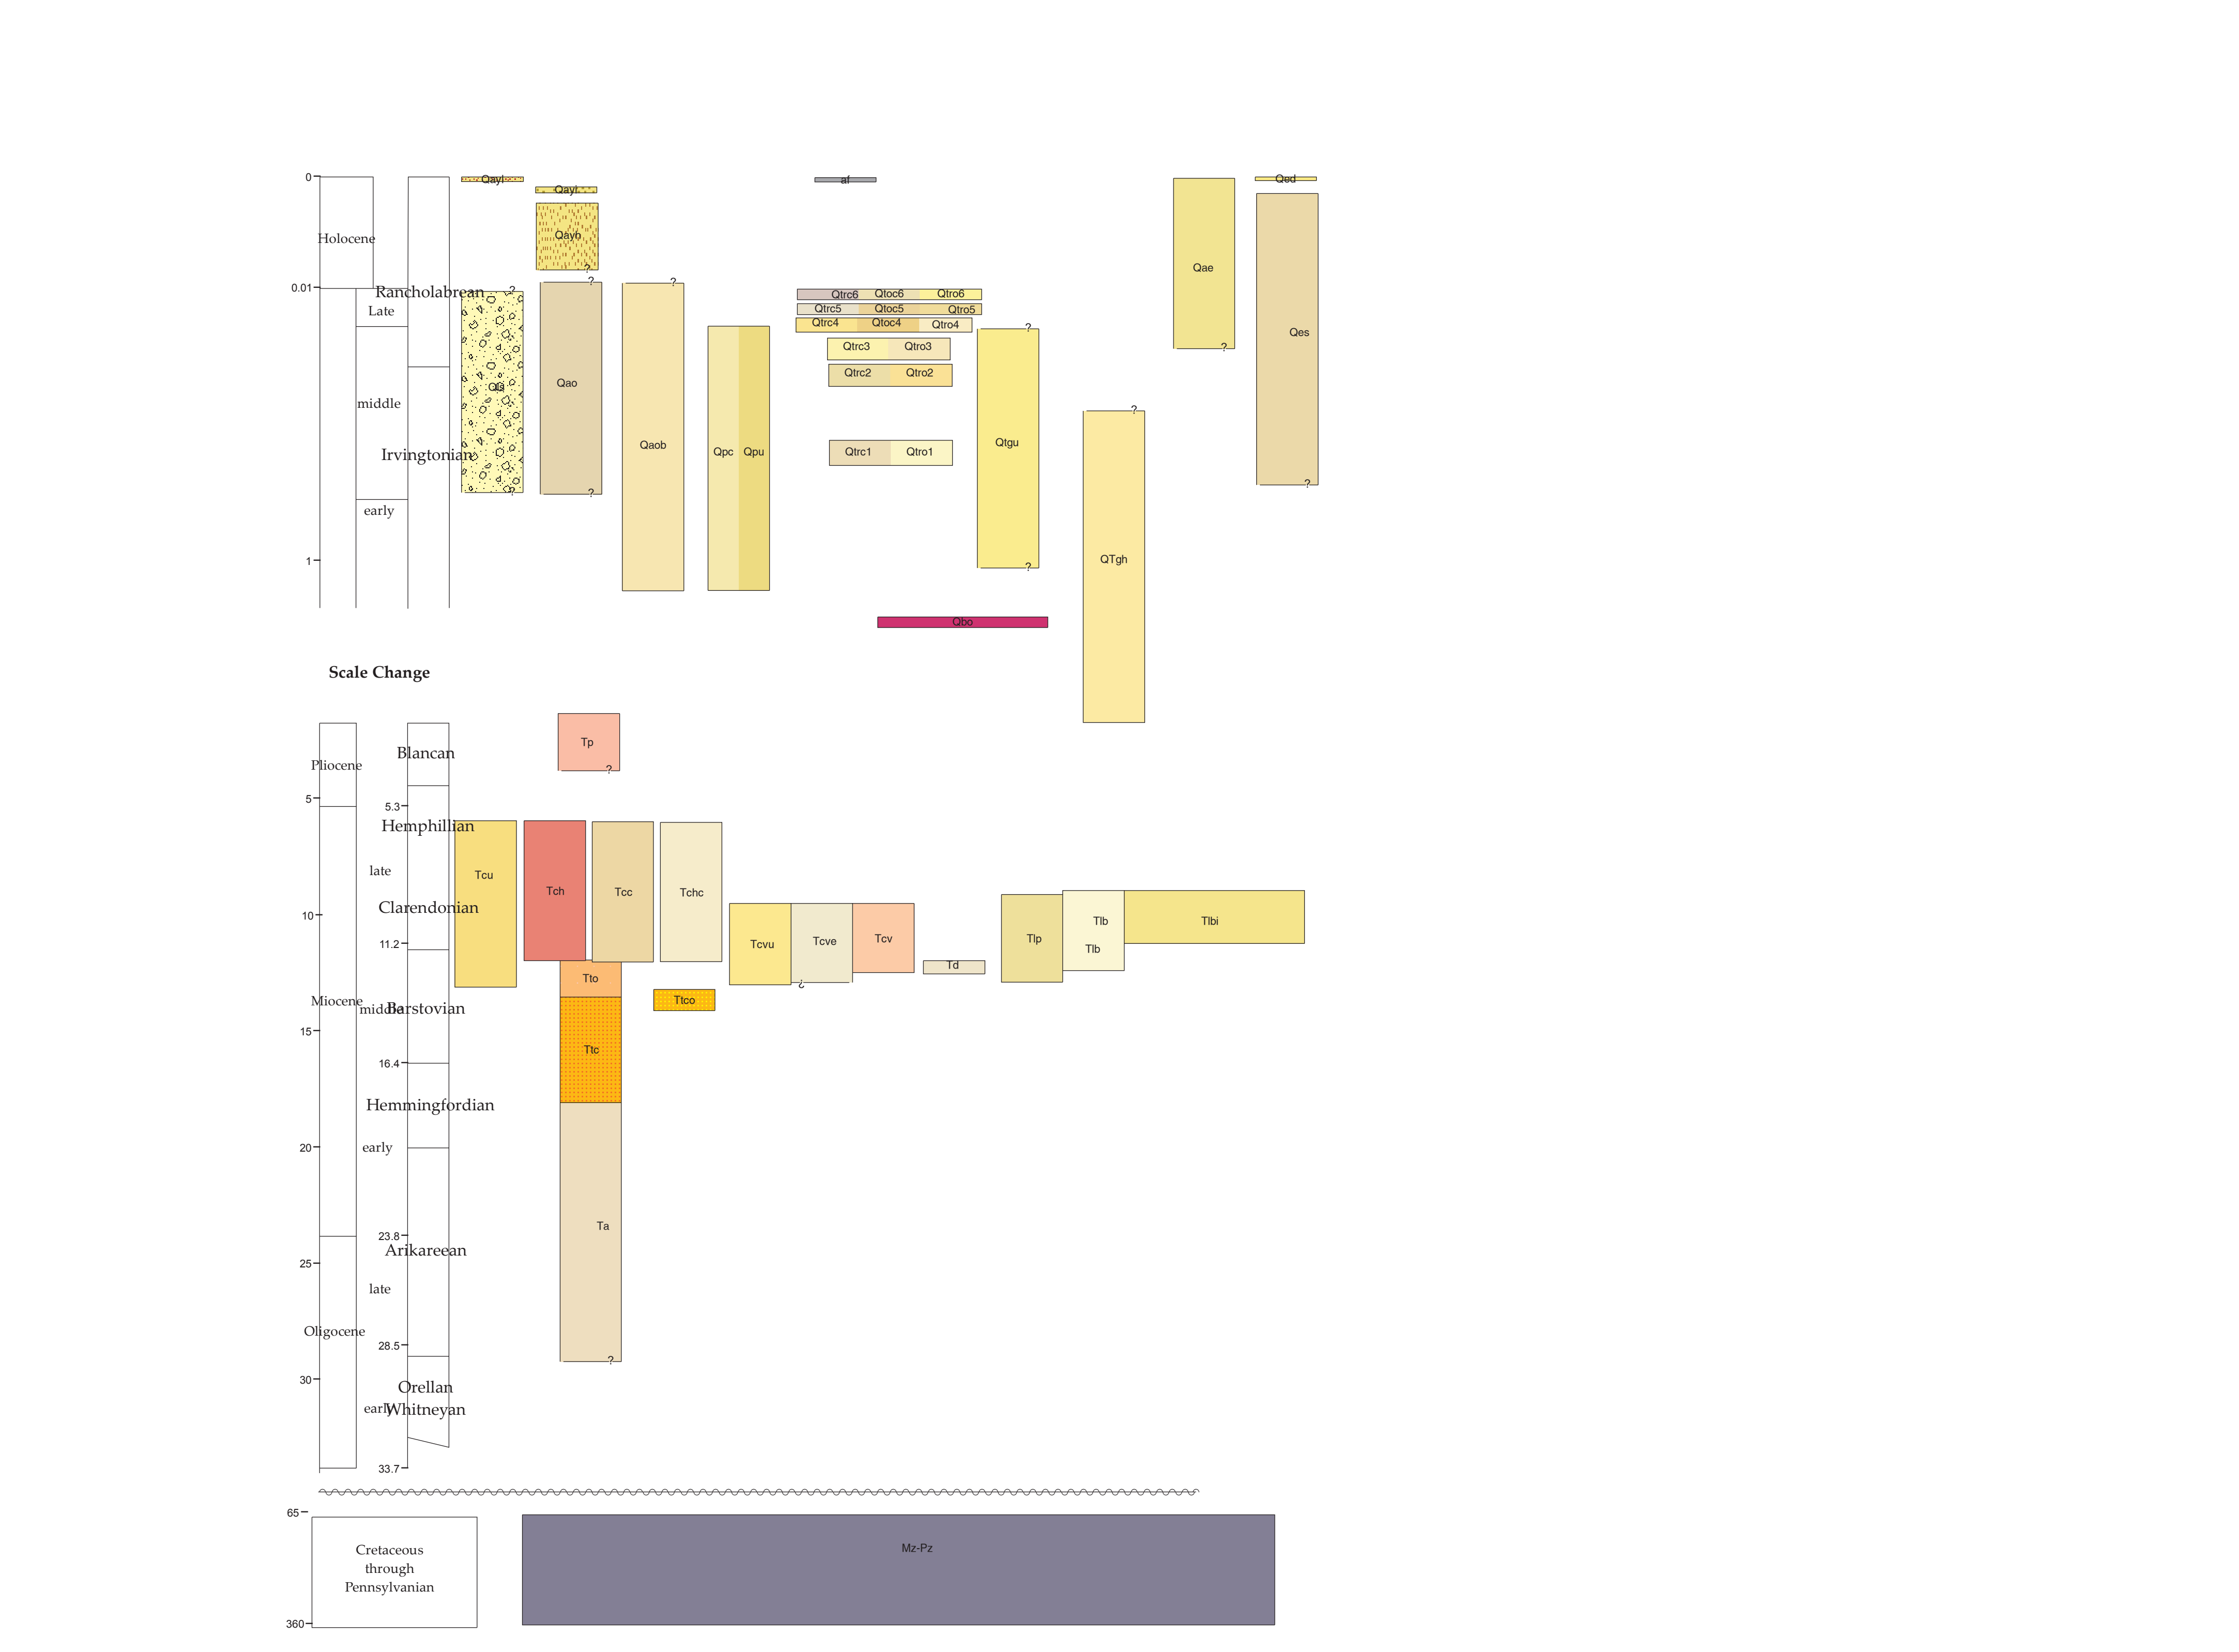 0
Qayl
af
Qed
Qayi
Holocene
Qayh
?
Qae
0.01
Rancholabrean
?
?
?
Qtrc6
Qtoc6
Qtro6
Late
Qtrc5
Qtoc5
Qtro5
Qtrc4
Qtoc4
Qtro4
?
Qes
Qtrc3
Qtro3
?
Qtrc2
Qtro2
Qls
Qao
middle
?
Qaob
Qpc
Qpu
Qtrc1
Qtro1
Qtgu
Irvingtonian
?
?
?
early
1
QTgh
?
Qbo
Scale Change
Tp
Blancan
Pliocene
?
5
5.3
Hemphillian
late
Tcu
Tch
Tcc
Tchc
Clarendonian
10
11.2
Tcvu
Tcve
Tcv
Tlp
Tlb
Tlb
Tlbi
Td
Tto
?
Miocene
middle
Barstovian
Ttco
15
Ttc
16.4
Hemmingfordian
20
early
Ta
23.8
Arikareean
25
late
Oligocene
28.5
?
30
Orellan
early
Whitneyan
33.7
65
Cretaceous
through
Pennsylvanian
Mz-Pz
360